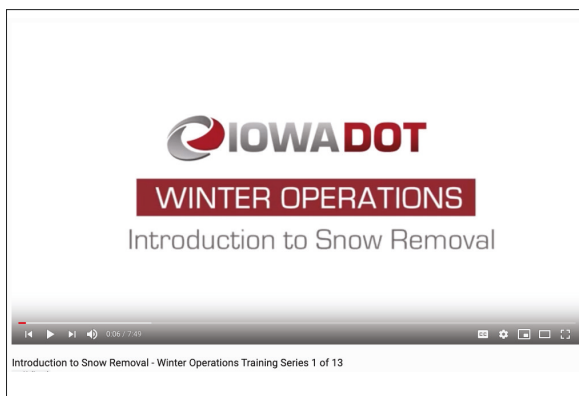 IOWADOT
WINTER OPERATIONS
Introduction to Snow Removal
0:06 / 7:49
CC
Introduction to Snow Removal - Winter Operations Training Series 1 of 13